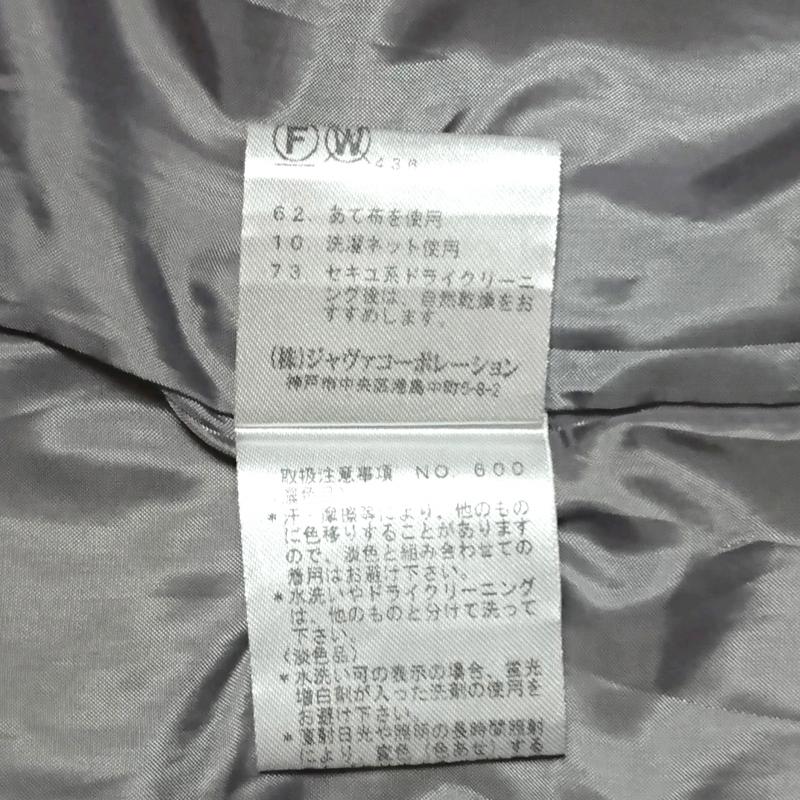 F W
438
62. あて布を使用
10 洗濯ネット使用
73 セキユ系ドライクリーニ
ング後は、自然乾燥をお
すすめします。
(株)ジャヴァコーポレーション
神戸市中央区港島中町6-8-2
取扱注意事項 NO. 600
*汗・摩擦等により、他のもの
に色移りすることがあります
ので、淡色と組み合わせての
着用はお避け下さい。
*水洗いやドライクリーニング
は、他のものと分けて洗って
下さい。
(淡色品)
*水洗い可の表示の場合、蛍光
増白剤が入った洗剤の使用を
お避け下さい。
*直射日光や照明の長時間照射
により、変色(色あせ)する